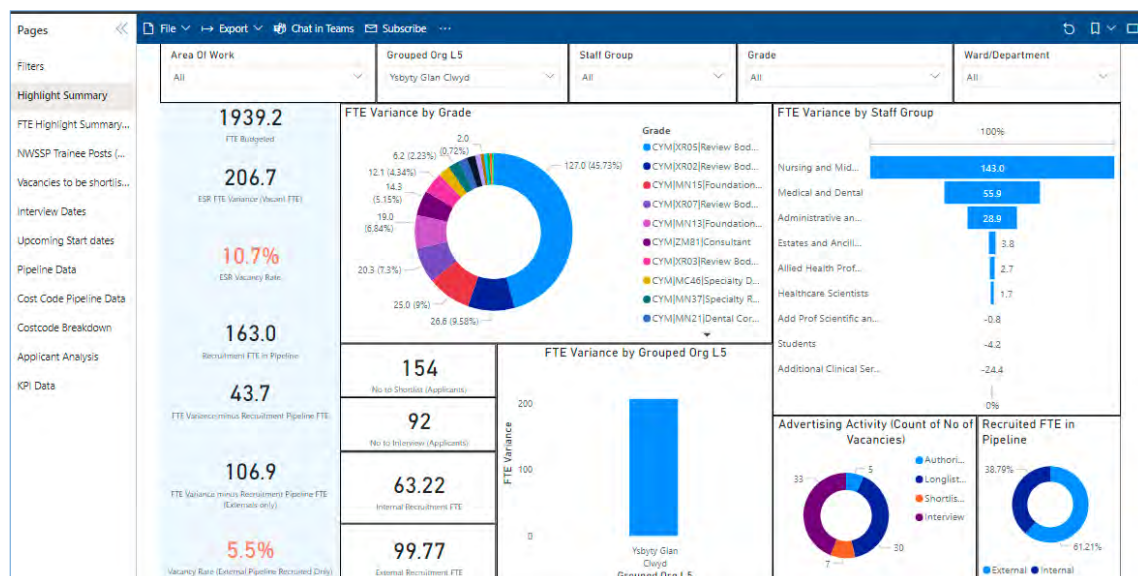 Pages
File
Export
Chat in Teams
Subscribe
Filters
Highlight Summary
FTE Highlight Summary...
NWSSP Trainee Posts (...
Vacancies to be shortlis...
Interview Dates
Upcoming Start dates
Pipeline Data
Cost Code Pipeline Data
Costcode Breakdown
Applicant Analysis
KPI Data
Area Of Work
All
Grouped Org L5
Ysbyty Glan Clwyd
Staff Group
All
Grade
All
Ward/Department
All
1939.2
FTE Budgeted
206.7
ESR FTE Variance (Vacant FTE)
10.7%
ESR Vacancy Rate
163.0
Recruitment FTE in Pipeline
43.7
FTE Variance minus Recruitment Pipeline FTE
106.9
FTE Variance minus Recruitment Pipeline FTE
(Externals only)
5.5%
Vacancy Rate (External Pipeline Recruited Only)
FTE Variance by Grade
2.0
(0.72%)
6.2 (2.23%)
12.1 (4.34%)
14.3
(5.15%)
19.0
(6.84%)
20.3 (7.3%)
25.0 (9%)
26.6 (9.58%)
127.0 (45.73%)
Grade
CYM|XR05|Review Bod...
CYM|XR02|Review Bod...
CYM|MN15|Foundation...
CYM|XR07|Review Bod...
CYM|MN13|Foundation...
CYM|ZM81|Consultant
CYM|XR03|Review Bod...
CYM|MC46|Specialty D...
CYM|MN37|Specialty R...
CYM|MN21|Dental Cor...
154
No to Shortlist (Applicants)
92
No to Interview (Applicants)
63.22
Internal Recruitment FTE
99.77
External Recruitment FTE
FTE Variance by Grouped Org L5
FTE Variance
200
100
0
Ysbyty Glan
Clwyd
Grouped Org L5
FTE Variance by Staff Group
100%
Nursing and Mid...
143.0
Medical and Dental
55.9
Administrative an...
28.9
Estates and Ancill...
3.8
Allied Health Prof...
2.7
Healthcare Scientists
1.7
Add Prof Scientific an...
-0.8
Students
-4.2
Additional Clinical Ser...
-24.4
0%
Advertising Activity (Count of No of
Vacancies)
33
5
30
7
Authori...
Longlist...
Shortlis...
Interview
Recruited FTE in
Pipeline
38.79%
61.21%
External
Internal